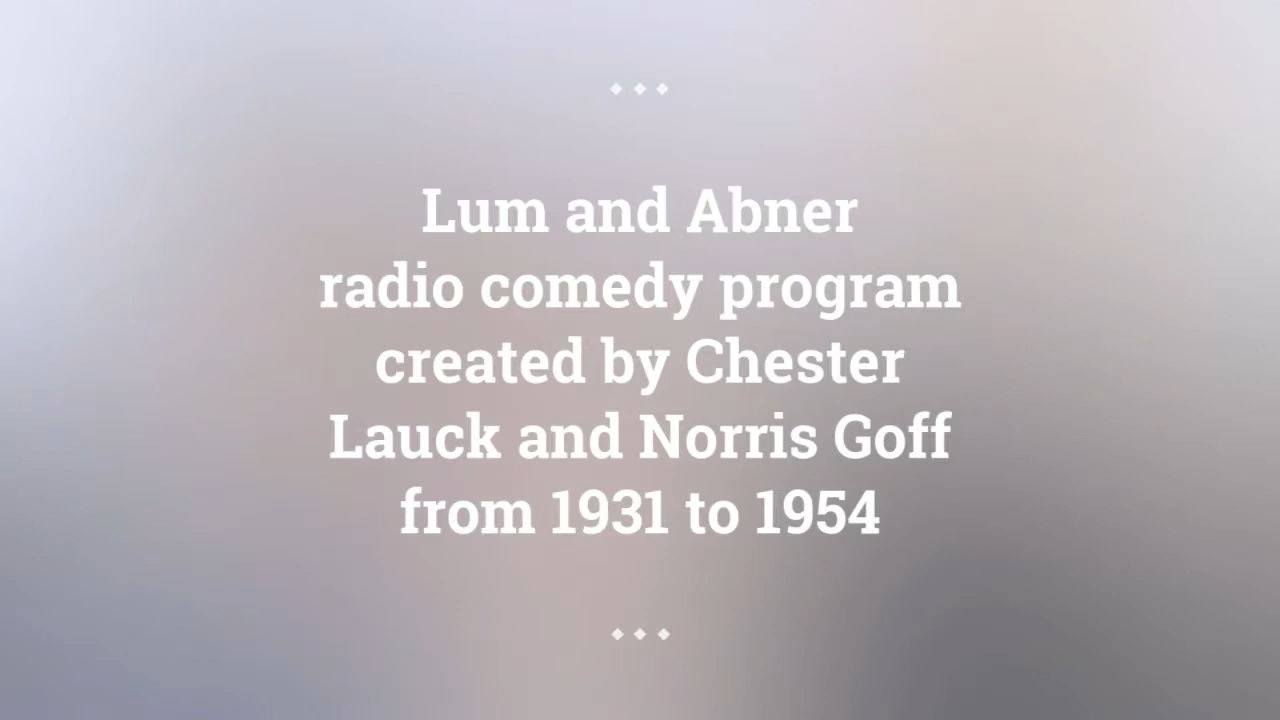 Lum and Abner
radio comedy program
created by Chester
Lauck and Norris Goff
from 1931 to 1954